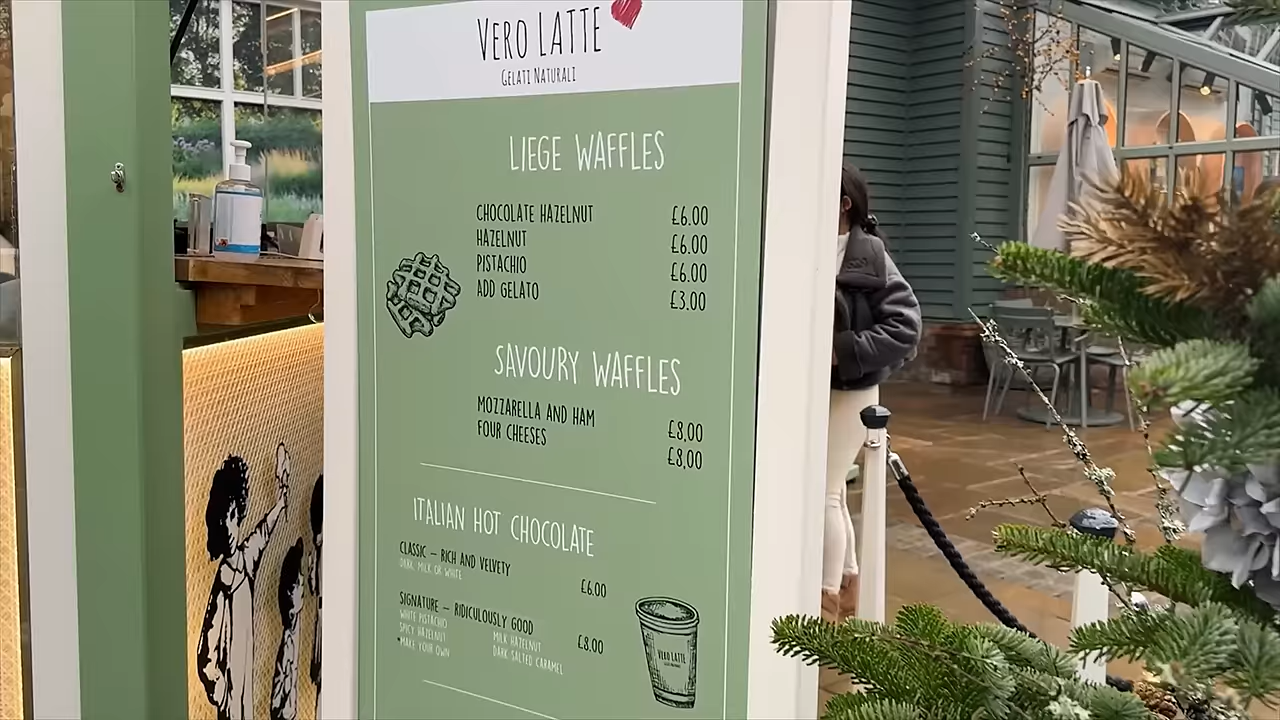 VERO LATTE
GELATI NATURALI
LIEGE WAFFLES
CHOCOLATE HAZELNUT £6.00
HAZELNUT £6.00
PISTACHIO £6.00
ADD GELATO £3.00
SAVOURY WAFFLES
MOZZARELLA AND HAM £8,00
FOUR CHEESES £8,00
ITALIAN HOT CHOCOLATE
CLASSIC – RICH AND VELVETY
DARK MILK OR WHITE £6.00
SIGNATURE – RIDICULOUSLY GOOD £8.00
WHITE PISTACHIO MILK HAZELNUT
SPICY HAZELNUT DARK SALTED CARAMEL
*MAKE YOUR OWN
VERO LATTE